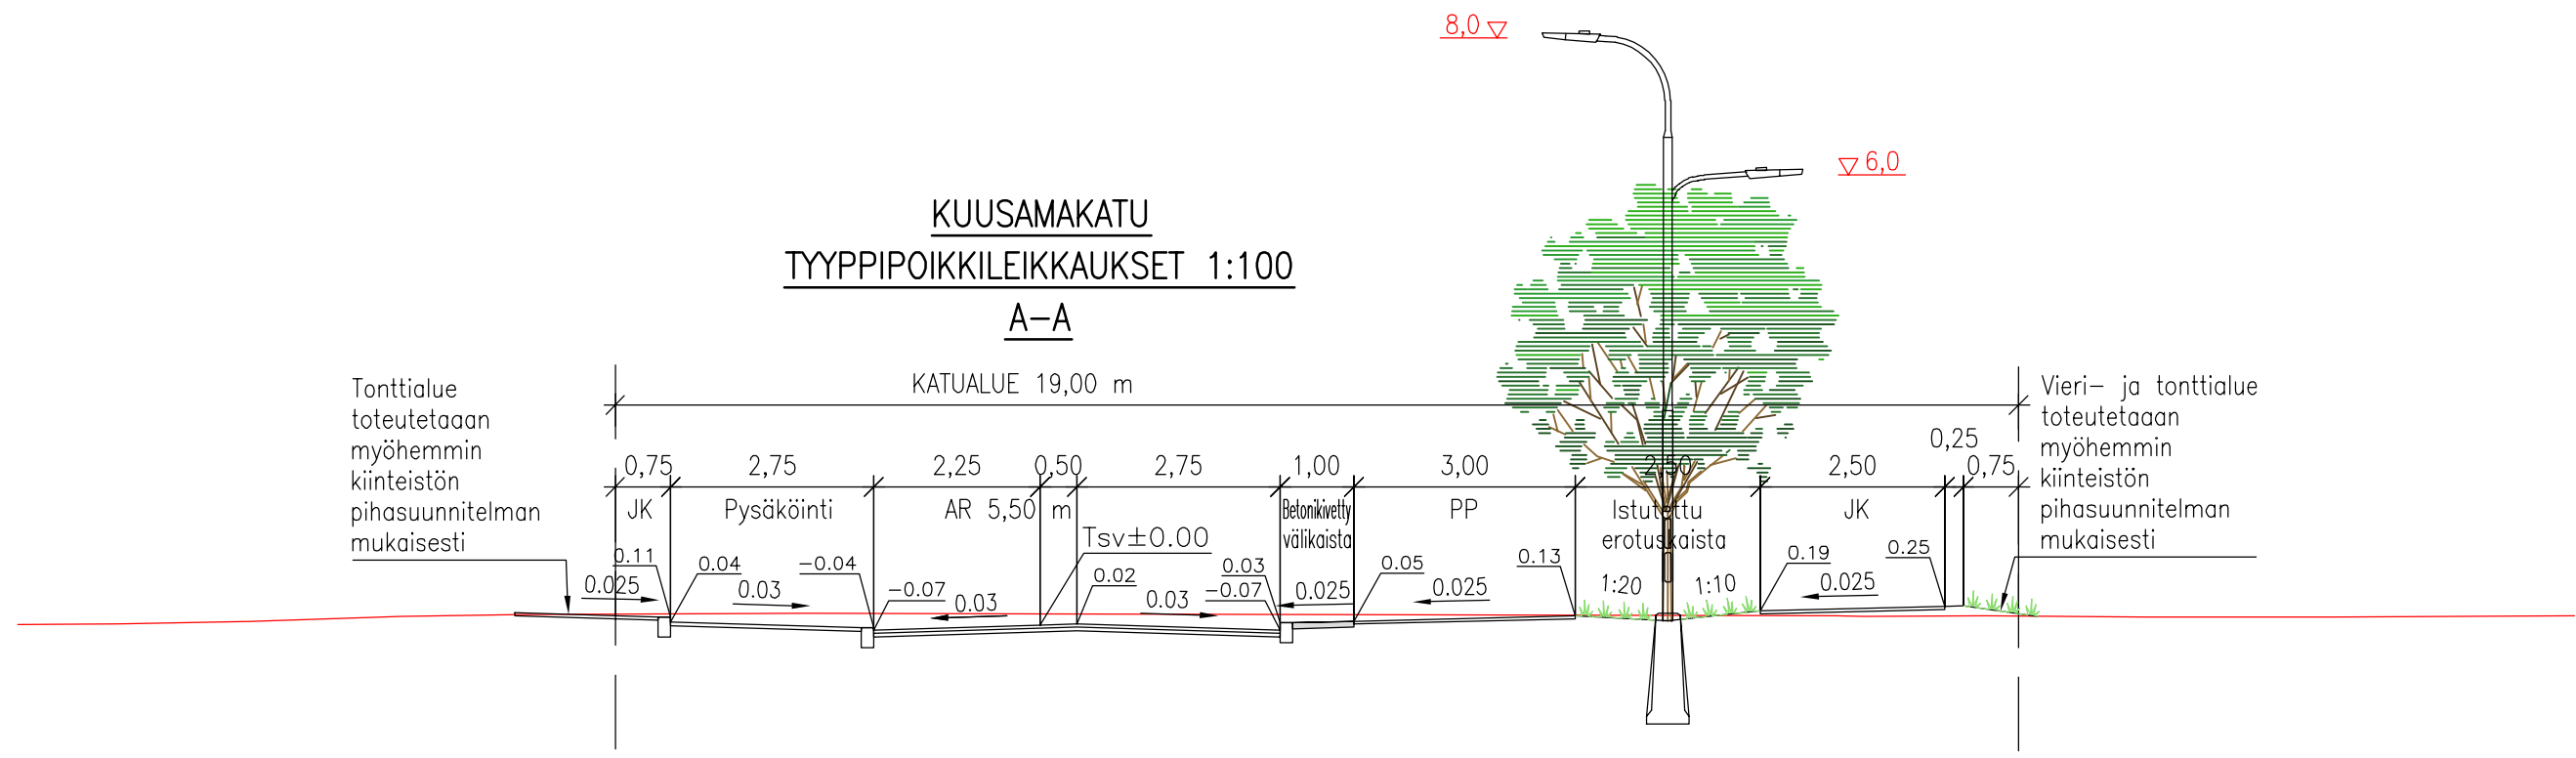 8,0
6,0
KUUSAMAKATU
TYYPPIPOIKKILEIKKAUKSET 1:100
A-A
KATUALUE 19,00 m
Tonttialue
toteutetaaan
myöhemmin
kiinteistön
pihasuunnitelman
mukaisesti
Vieri- ja tonttialue
toteutetaaan
myöhemmin
kiinteistön
pihasuunnitelman
mukaisesti
0,75 2,75 2,25 0,50 2,75 1,00 3,00 2,50 2,50 0,25 0,75
JK Pysäköinti AR 5,50 m Betonikivetty PP Istutettu JK
välikaista erotuskaista
Tsv±0.00
0.11 0.04 -0.04 -0.07 0.02 0.03 -0.07 0.05 0.13 0.19 0.25
0.025 0.03 0.03 0.03 0.025 0.025 1:20 1:10 0.025